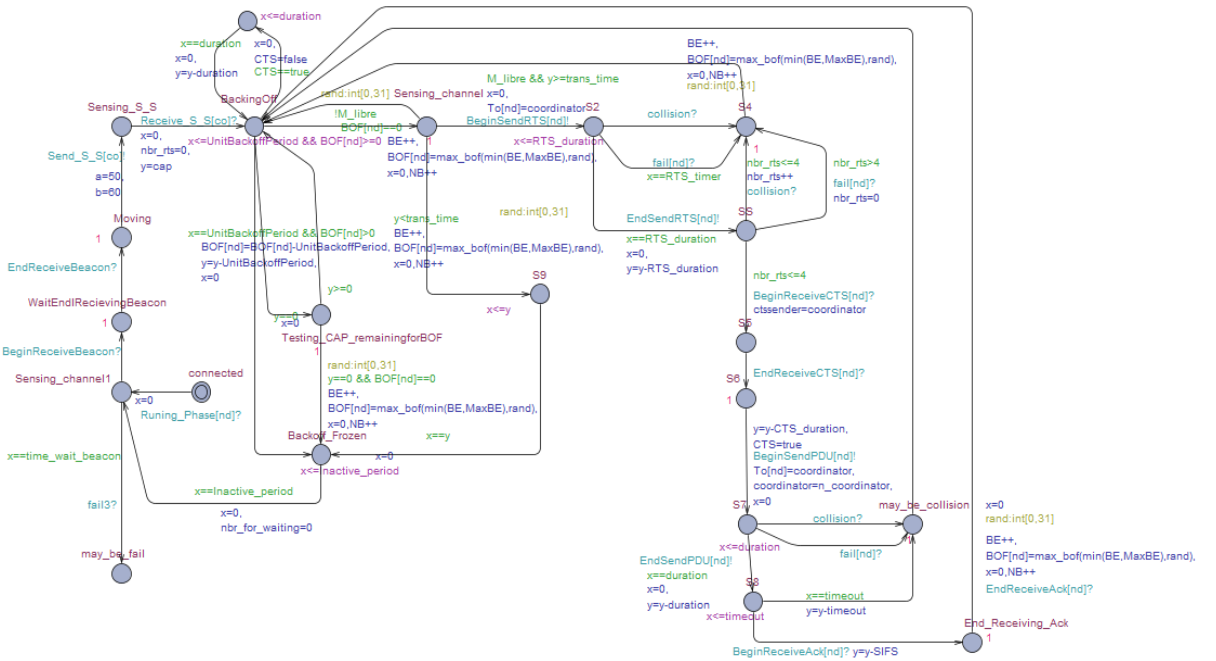 x<=duration
x==duration
x=0,
y=y-duration
x=0,
CTS=false
CTS==true
BackingOff
Sensing_S_S
Receive_S_S[co]?
x=0,
nbr_rts=0,
y=cap
x<=UnitBackoffPeriod && BOF[nd]>=0
Send_S_S[co]!
a=50,
b=60
Moving
1
EndReceiveBeacon?
WaitEndIRecievingBeacon
1
BeginReceiveBeacon?
Sensing_channel1
connected
x=0
Runing_Phase[nd]?
x==time_wait_beacon
fail3?
may_be_fail
rand:int[0,31]
!M_libre
BOF[nd]==0
BE++,
BOF[nd]=max_bof(min(BE,MaxBE),rand),
x=0,NB++
Sensing_channel
1
M_libre && y>=trans_time
x=0,
To[nd]=coordinator
BeginSendRTS[nd]!
S2
x<=RTS_duration
BE++,
BOF[nd]=max_bof(min(BE,MaxBE),rand),
x=0,NB++
rand:int[0,31]
collision?
S4
1
fail[nd]?
x==RTS_timer
nbr_rts<=4
nbr_rts++
collision?
nbr_rts>4
fail[nd]?
nbr_rts=0
EndSendRTS[nd]!
x==RTS_duration
x=0,
y=y-RTS_duration
x==UnitBackoffPeriod && BOF[nd]>0
BOF[nd]=BOF[nd]-UnitBackoffPeriod,
y=y-UnitBackoffPeriod,
x=0
y>=0
y==0
x=0
Testing_CAP_remainingforBOF
1
rand:int[0,31]
y<trans_time
BE++,
BOF[nd]=max_bof(min(BE,MaxBE),rand),
x=0,NB++
S9
x<=y
rand:int[0,31]
y==0 && BOF[nd]==0
BE++,
BOF[nd]=max_bof(min(BE,MaxBE),rand),
x=0,NB++
Backoff_Frozen
x==y
x=0
x<=Inactive_period
x==Inactive_period
x=0,
nbr_for_waiting=0
nbr_rts<=4
BeginReceiveCTS[nd]?
ctssender=coordinator
S5
EndReceiveCTS[nd]?
S6
1
y=y-CTS_duration,
CTS=true
BeginSendPDU[nd]!
To[nd]=coordinator,
coordinator=n_coordinator,
x=0
S7
x<=duration
collision?
fail[nd]?
may_be_collision
EndSendPDU[nd]!
x==duration
x=0,
y=y-duration
S8
x<=timeout
x==timeout
y=y-timeout
BeginReceiveAck[nd]? y=y-SIFS
x=0
rand:int[0,31]
BE++,
BOF[nd]=max_bof(min(BE,MaxBE),rand),
x=0,NB++
EndReceiveAck[nd]?
End_Receiving_Ack
1